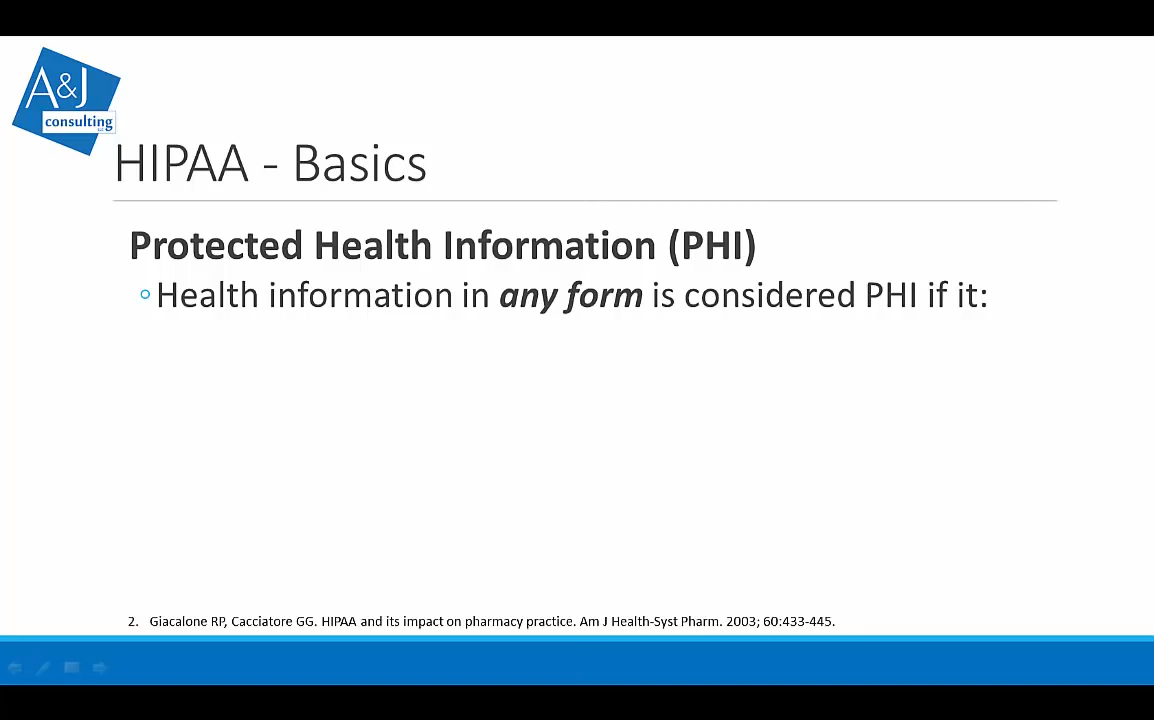 A&J
consulting
HIPAA - Basics
Protected Health Information (PHI)
◦Health information in any form is considered PHI if it:
2. Giacalone RP, Cacciatore GG. HIPAA and its impact on pharmacy practice. Am J Health-Syst Pharm. 2003; 60:433-445.